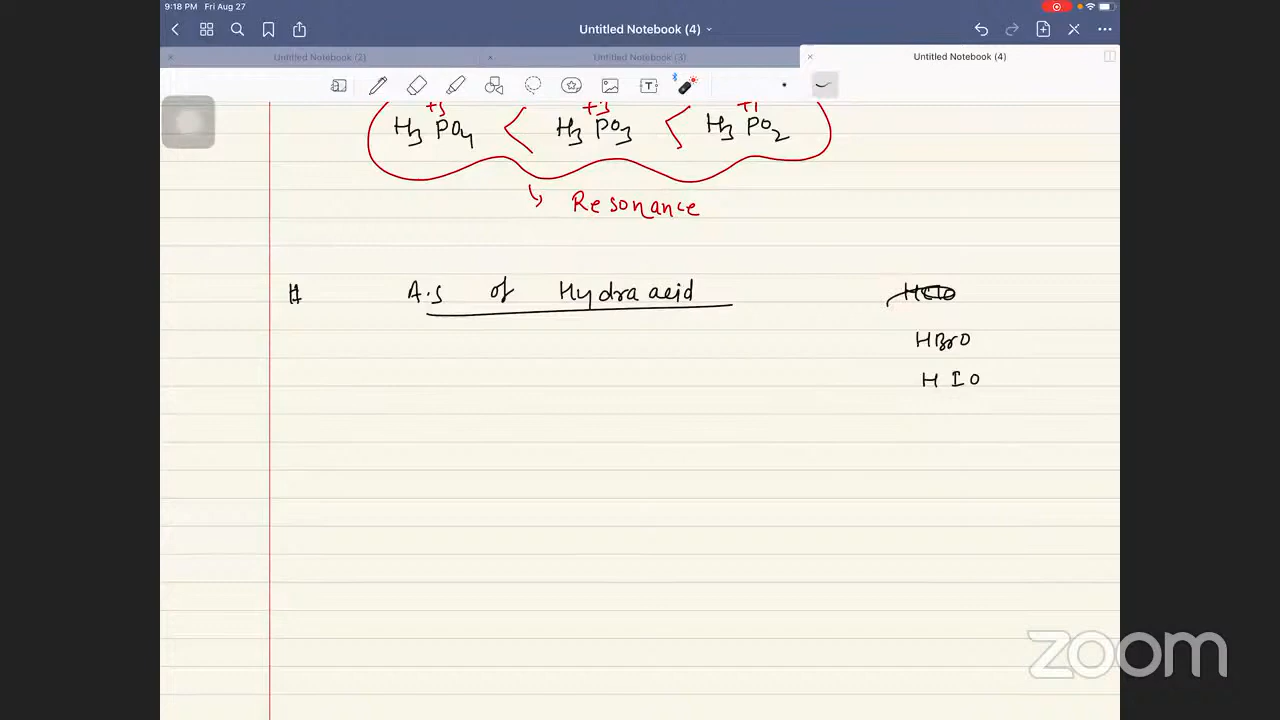 9:18 PM Fri Aug 27
Untitled Notebook (4)
Untitled Notebook (2) Untitled Notebook (3) Untitled Notebook (4)
+5 +3 +1
H3PO4 < H3PO3 < H3PO2
↳ Resonance
# A.S of Hydra acid
HClO
HBrO
HIO
zoom